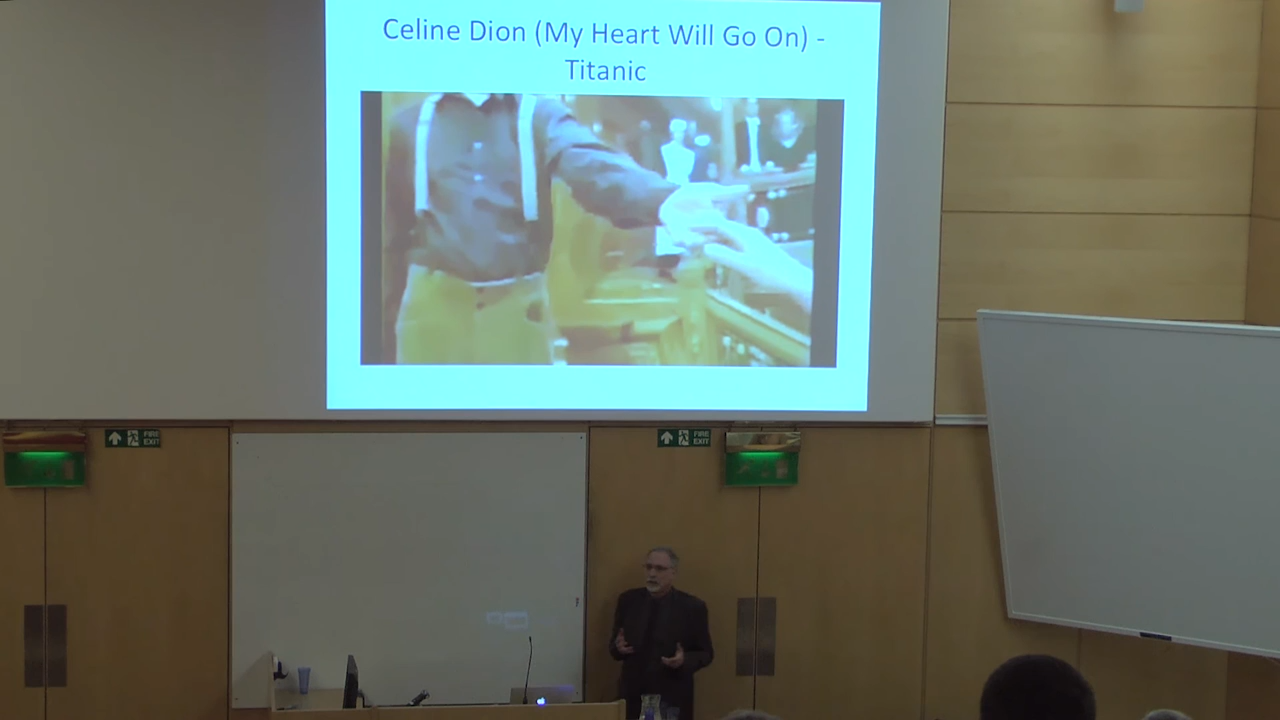 Celine Dion (My Heart Will Go On) -
Titanic
FIRE
EXIT
FIRE
EXIT